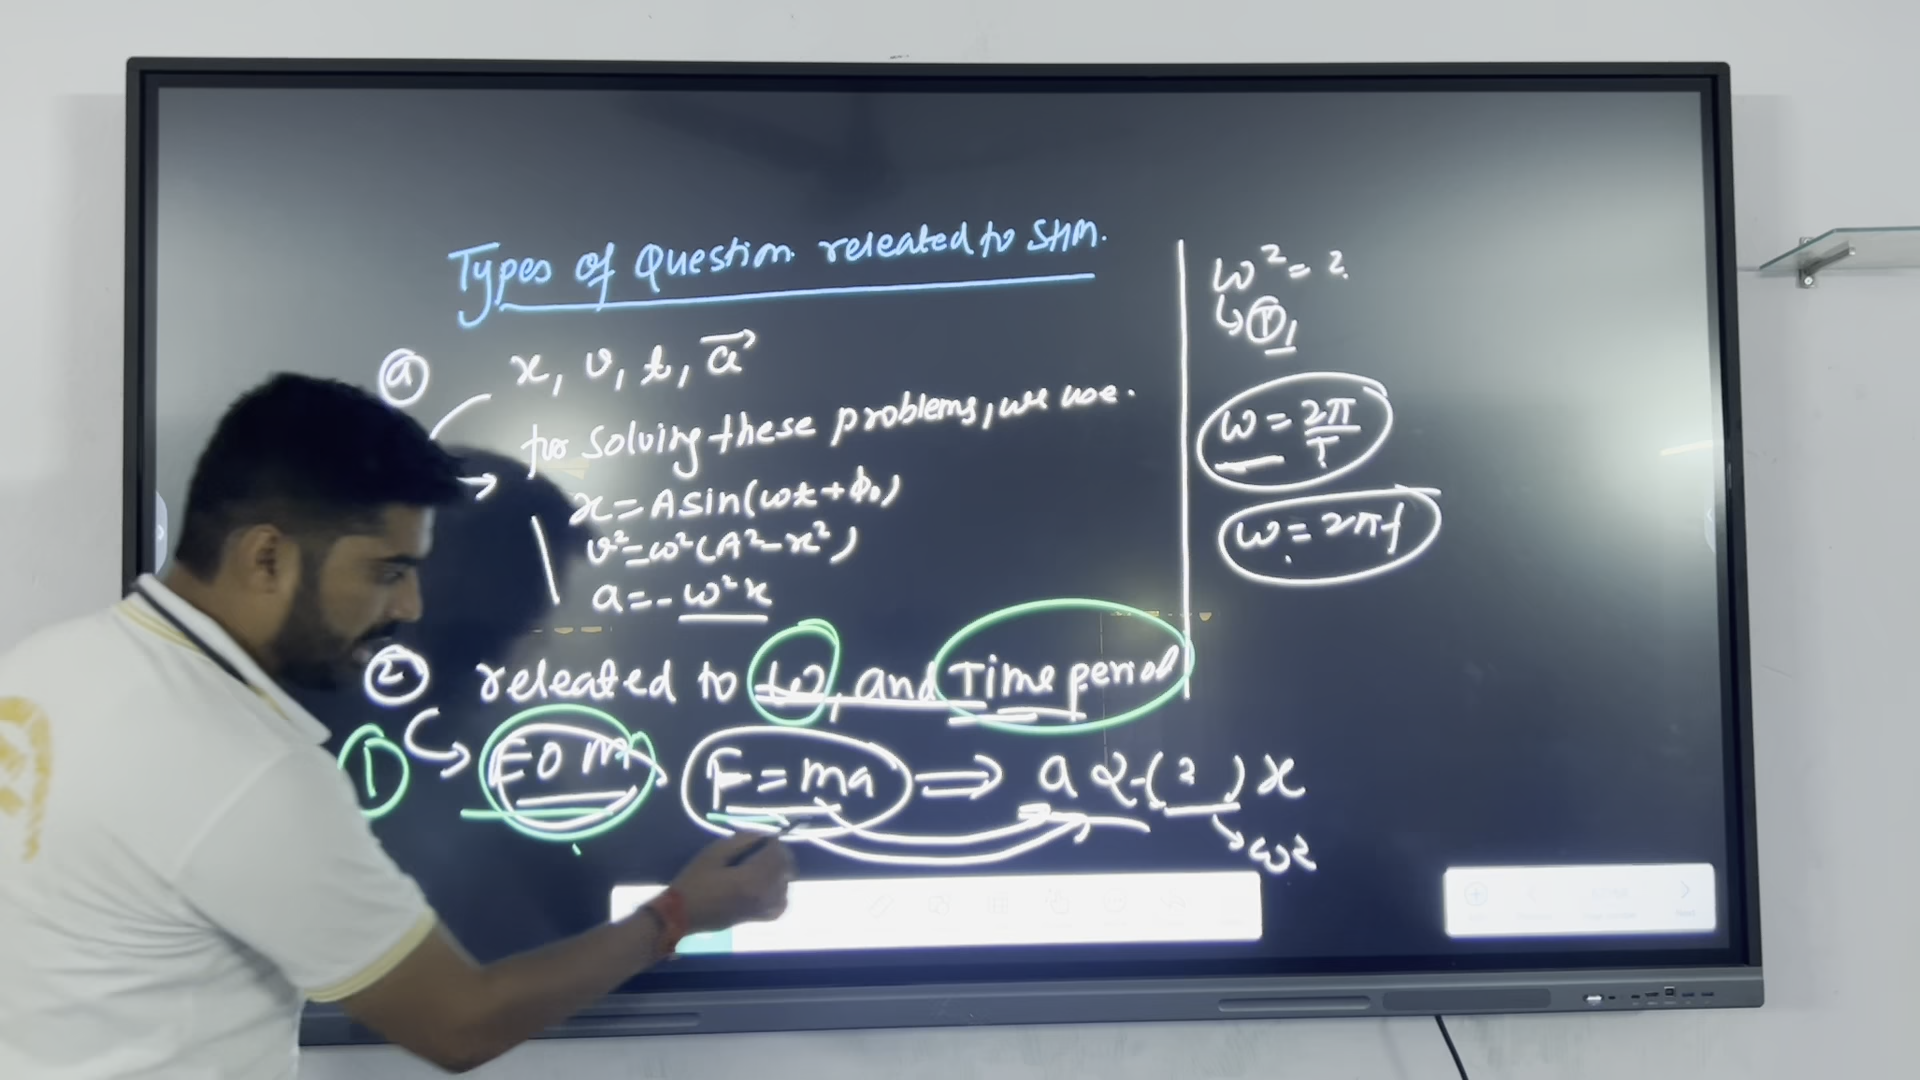 Types of Question releated to SHM.
(a) x, v, t, a⃗
for solving these problems, we use.
x = A sin(ωt + ϕ₀)
v² = ω²(A² – x²)
a = - ω²x
(2) releated to ω, and Time period
(1) EOM F = ma ⇒ a α -(?) x
ω²
ω² = ?
T
ω = 2π/T
ω = 2πf